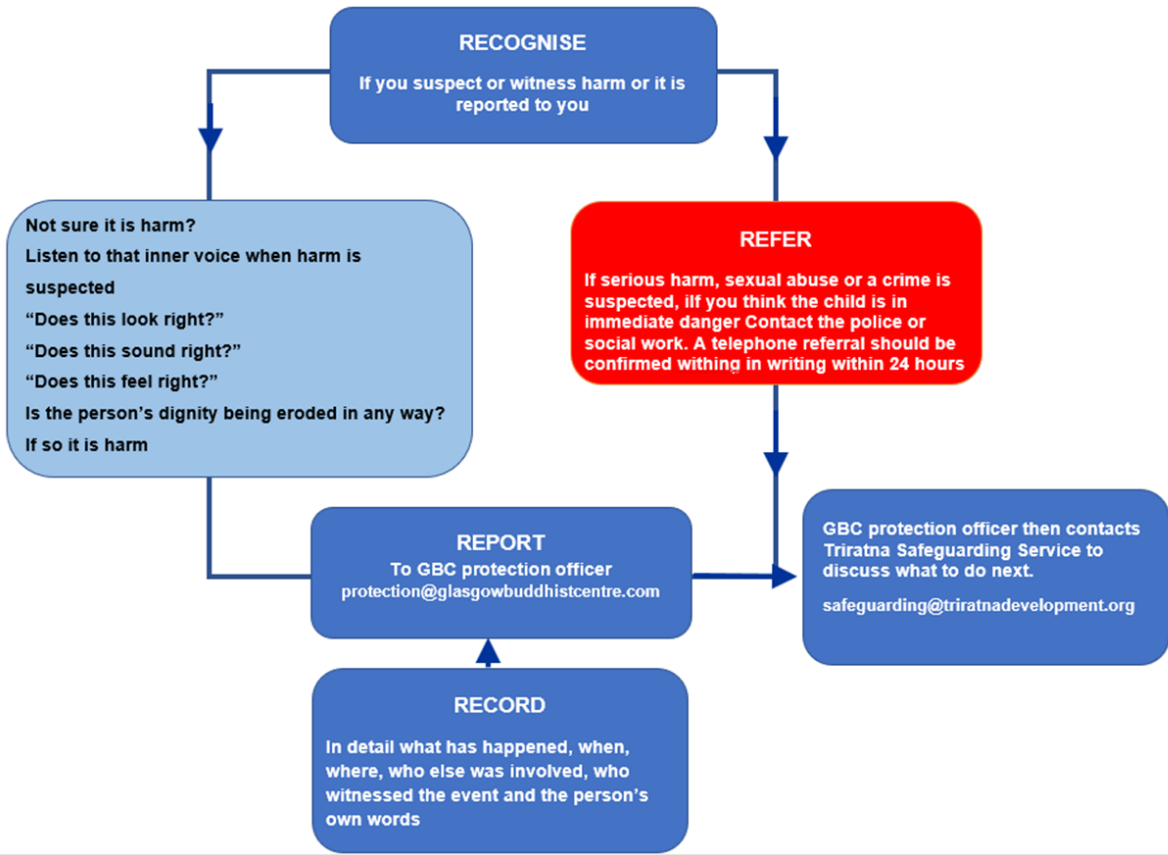 RECOGNISE
If you suspect or witness harm or it is
reported to you
Not sure it is harm?
Listen to that inner voice when harm is
suspected
“Does this look right?”
“Does this sound right?”
“Does this feel right?”
Is the person’s dignity being eroded in any way?
If so it is harm
REFER
If serious harm, sexual abuse or a crime is
suspected, iIf you think the child is in
immediate danger Contact the police or
social work. A telephone referral should be
confirmed withing in writing within 24 hours
REPORT
To GBC protection officer
protection@glasgowbuddhistcentre.com
GBC protection officer then contacts
Triratna Safeguarding Service to
discuss what to do next.
safeguarding@triratnadevelopment.org
RECORD
In detail what has happened, when,
where, who else was involved, who
witnessed the event and the person’s
own words